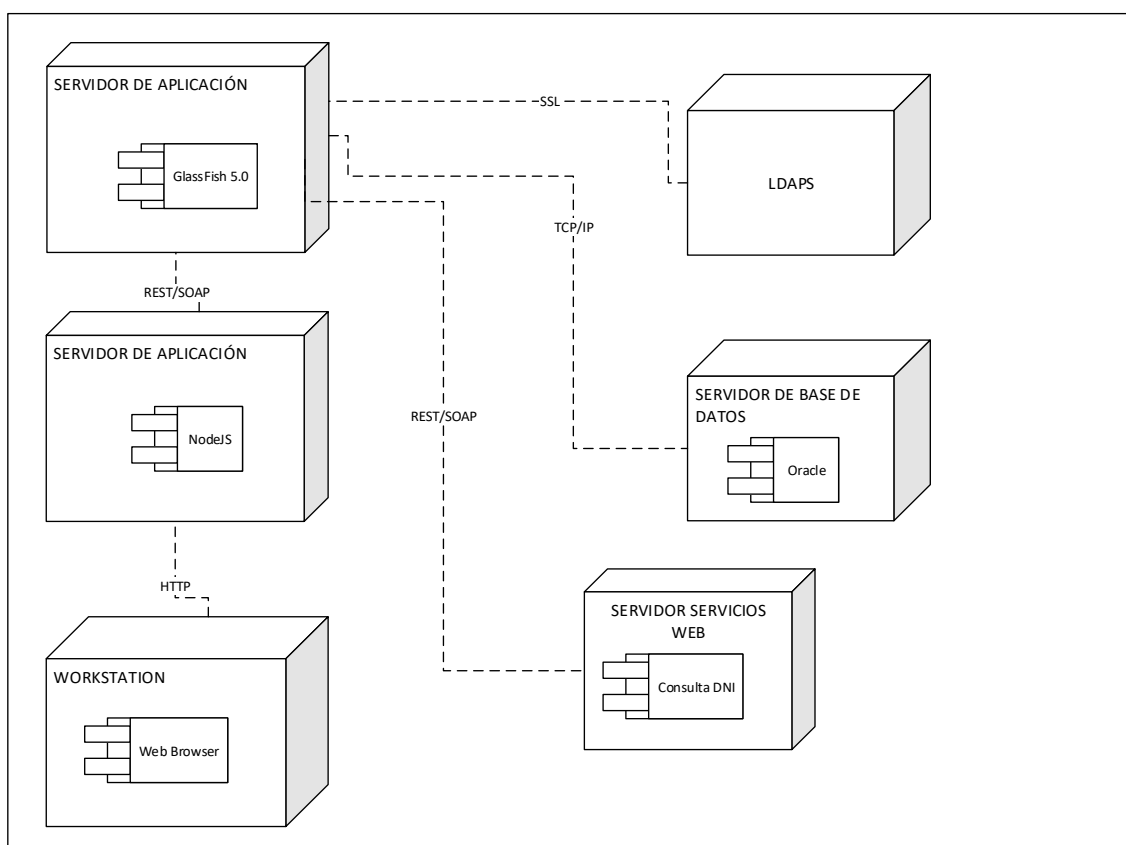 SERVIDOR DE APLICACIÓN
GlassFish 5.0
SSL
LDAPS
TCP/IP
REST/SOAP
SERVIDOR DE APLICACIÓN
NodeJS
REST/SOAP
SERVIDOR DE BASE DE
DATOS
Oracle
HTTP
SERVIDOR SERVICIOS
WEB
Consulta DNI
WORKSTATION
Web Browser